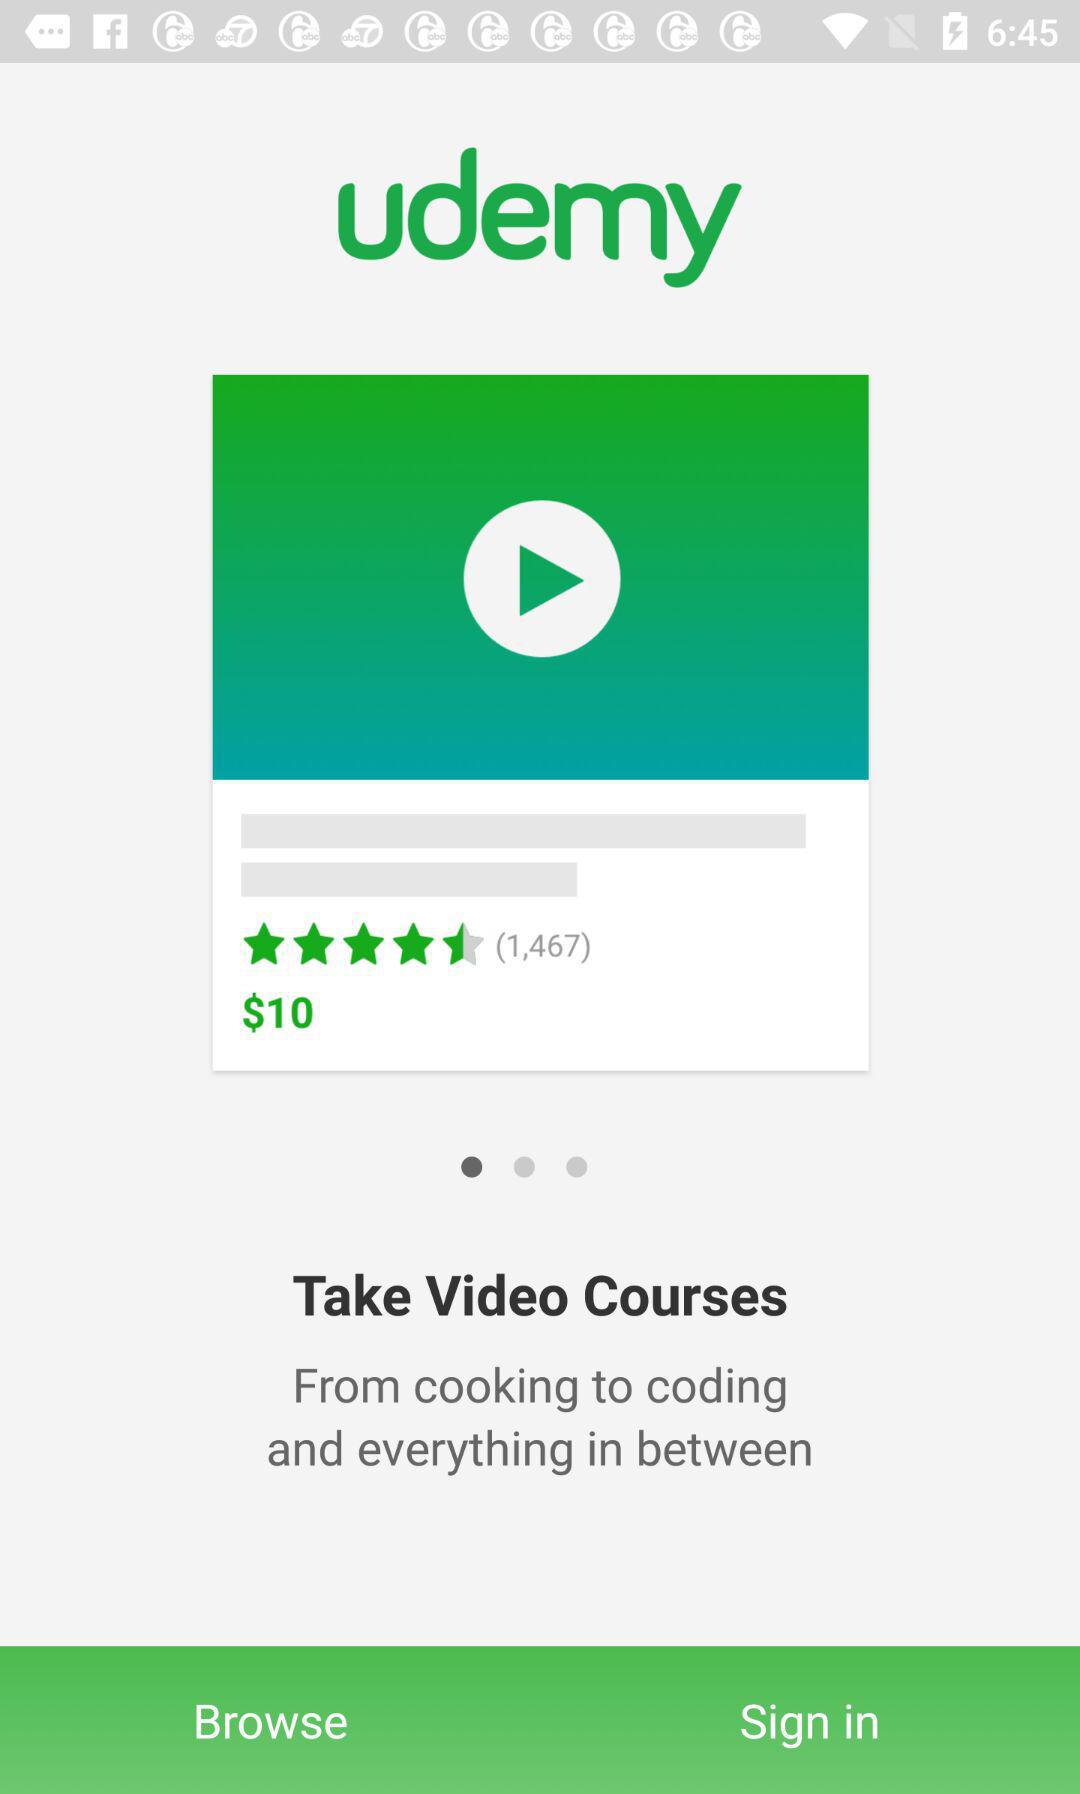 6:45
udemy
(1,467)
$10
Take Video Courses
From cooking to coding
and everything in between
Browse
Sign in